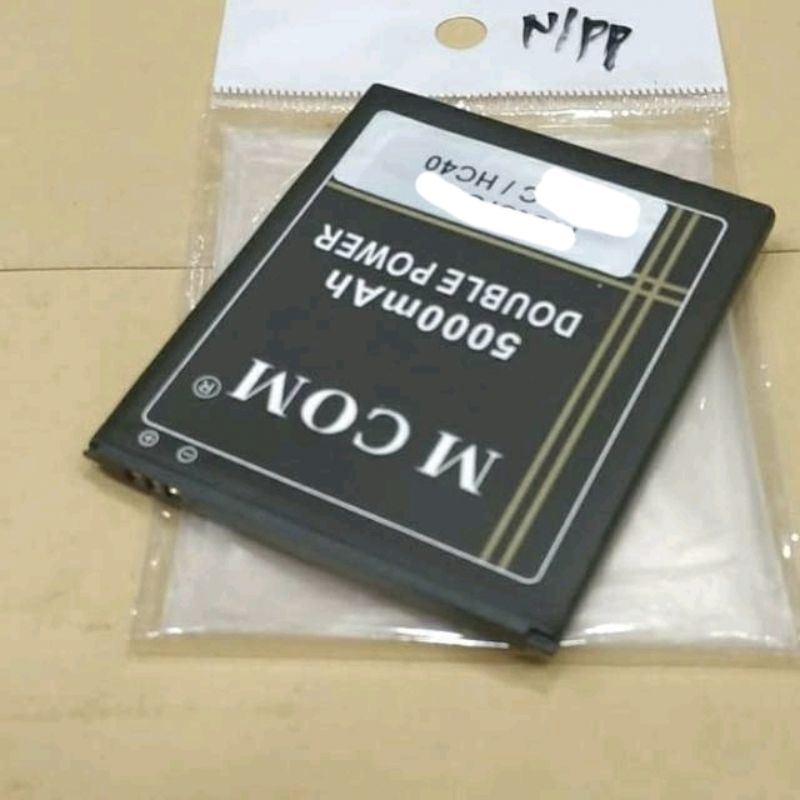 N/PP
M COM®
5000mAh
DOUBLE POWER
C / HC40